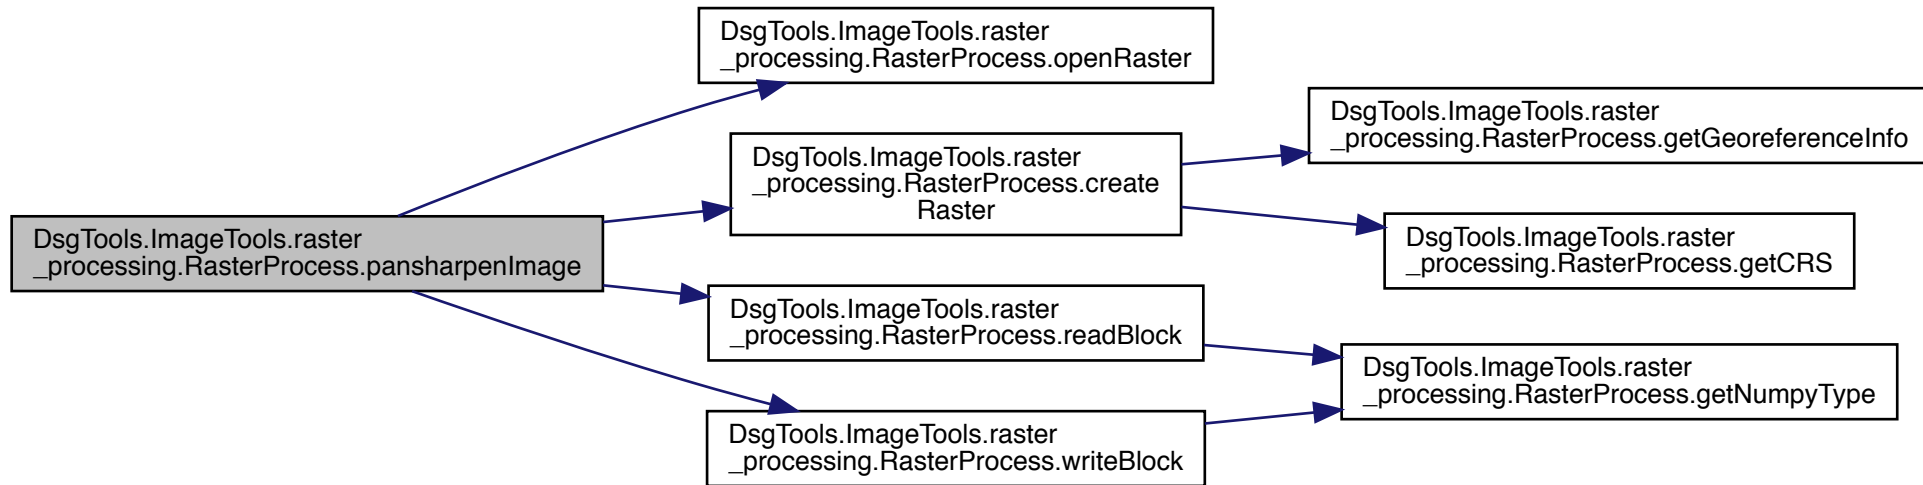 DsgTools.ImageTools.raster
_processing.RasterProcess.openRaster
DsgTools.ImageTools.raster
_processing.RasterProcess.getGeoreferenceInfo
DsgTools.ImageTools.raster
_processing.RasterProcess.create
Raster
DsgTools.ImageTools.raster
_processing.RasterProcess.pansharpenImage
DsgTools.ImageTools.raster
_processing.RasterProcess.getCRS
DsgTools.ImageTools.raster
_processing.RasterProcess.readBlock
DsgTools.ImageTools.raster
_processing.RasterProcess.getNumpyType
DsgTools.ImageTools.raster
_processing.RasterProcess.writeBlock